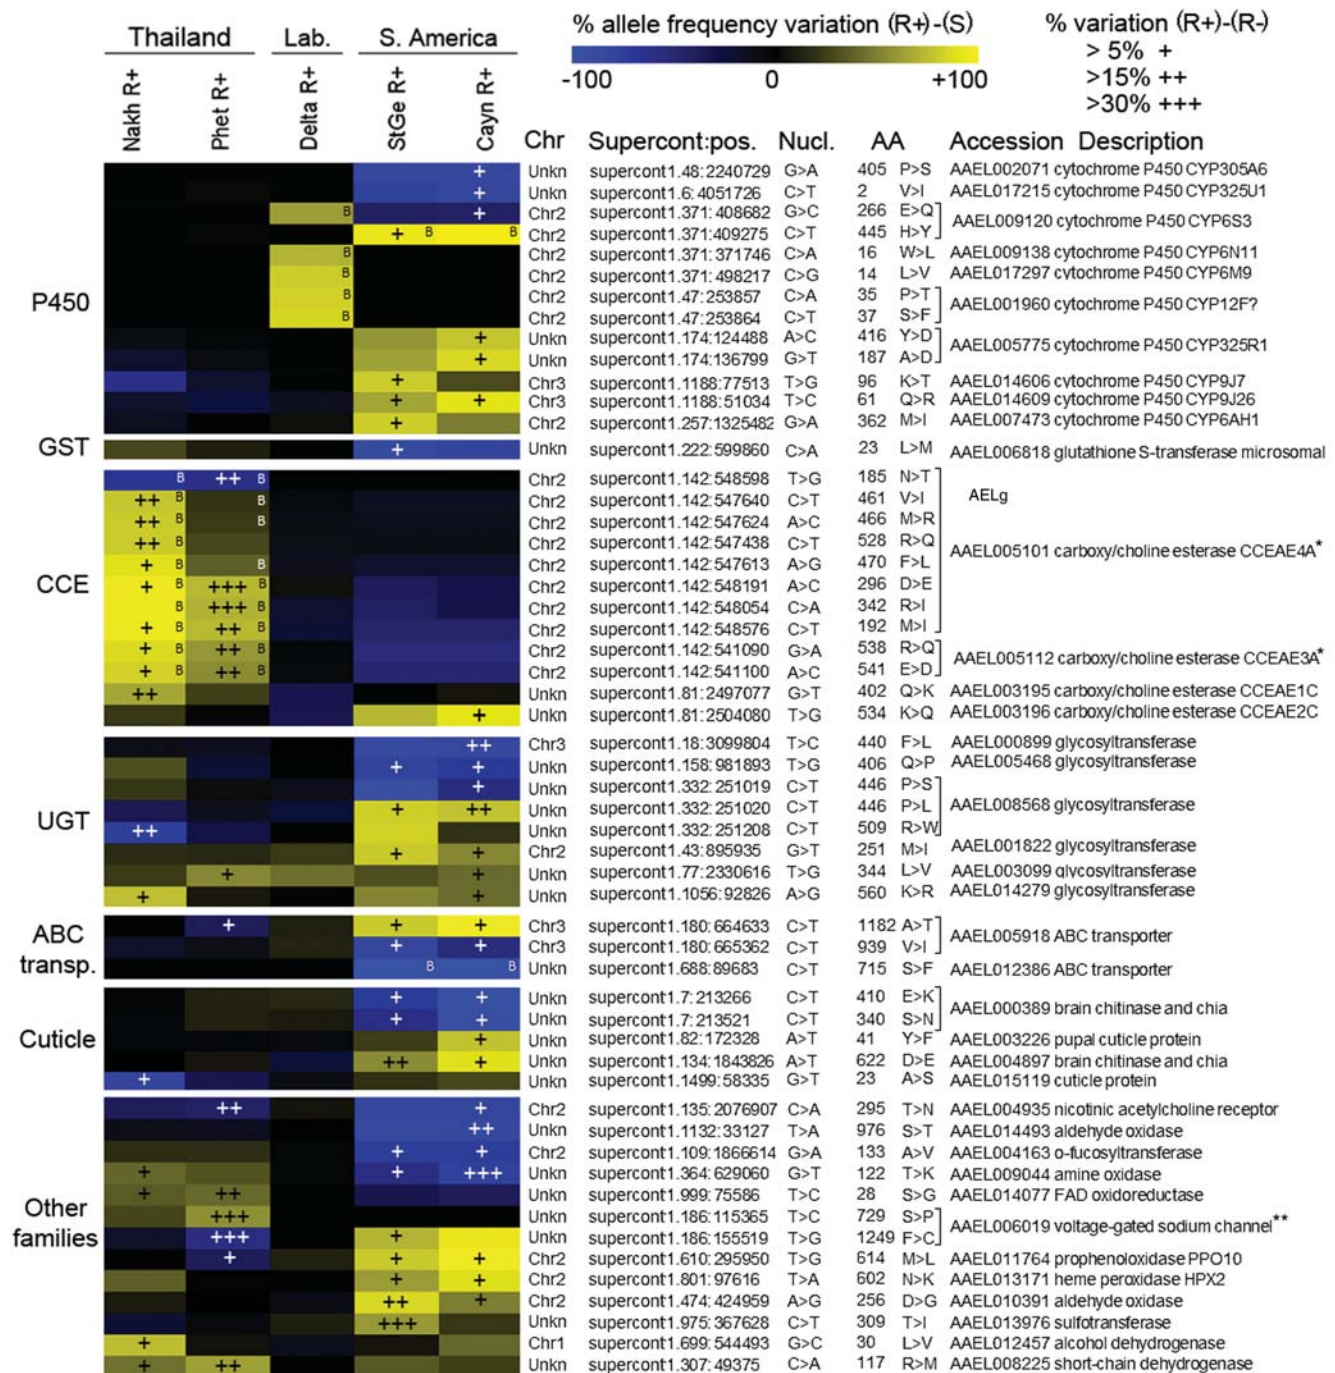 Thailand Lab. S. America
% allele frequency variation (R+)-(S)
-100 0 +100
% variation (R+)-(R-)
> 5% +
>15% ++
>30% +++
Nakh R+ Phet R+ Delta R+ StGe R+ Cayn R+
Chr Supercont:pos. Nucl. AA Accession Description
P450
+ Unkn supercont1.48:2240729 G>A 405 P>S AAEL002071 cytochrome P450 CYP305A6
+ Unkn supercont1.6:4051726 C>T 2 V>I AAEL017215 cytochrome P450 CYP325U1
B + Chr2 supercont1.371:408682 G>C 266 E>Q AAEL009120 cytochrome P450 CYP6S3
+ B B Chr2 supercont1.371:409275 C>T 445 H>Y
B Chr2 supercont1.371:371746 C>A 16 W>L AAEL009138 cytochrome P450 CYP6N11
B Chr2 supercont1.371:498217 C>G 14 L>V AAEL017297 cytochrome P450 CYP6M9
B Chr2 supercont1.47:253857 C>A 35 P>T AAEL001960 cytochrome P450 CYP12F?
B Chr2 supercont1.47:253864 C>T 37 S>F
+ Unkn supercont1.174:124488 A>C 416 Y>D AAEL005775 cytochrome P450 CYP325R1
+ Unkn supercont1.174:136799 G>T 187 A>D
+ Chr3 supercont1.1188:77513 T>G 96 K>T AAEL014606 cytochrome P450 CYP9J7
+ + Chr3 supercont1.1188:51034 T>C 61 Q>R AAEL014609 cytochrome P450 CYP9J26
+ Chr2 supercont1.257:1325482 G>A 362 M>I AAEL007473 cytochrome P450 CYP6AH1
GST
+ Unkn supercont1.222:599860 C>A 23 L>M AAEL006818 glutathione S-transferase microsomal
CCE
B ++ B Chr2 supercont1.142:548598 T>G 185 N>T
AELg
++ B B Chr2 supercont1.142:547640 C>T 461 V>I
++ B B Chr2 supercont1.142:547624 A>C 466 M>R
++ B Chr2 supercont1.142:547438 C>T 528 R>Q AAEL005101 carboxy/choline esterase CCEAE4A*
+ B B Chr2 supercont1.142:547613 A>G 470 F>L
+ B +++ B Chr2 supercont1.142:548191 A>C 296 D>E
B +++ B Chr2 supercont1.142:548054 C>A 342 R>I
+ B ++ B Chr2 supercont1.142:548576 C>T 192 M>I
+ B ++ B Chr2 supercont1.142:541090 G>A 538 R>Q AAEL005112 carboxy/choline esterase CCEAE3A*
+ B ++ B Chr2 supercont1.142:541100 A>C 541 E>D
++ Unkn supercont1.81:2497077 G>T 402 Q>K AAEL003195 carboxy/choline esterase CCEAE1C
+ Unkn supercont1.81:2504080 T>G 534 K>Q AAEL003196 carboxy/choline esterase CCEAE2C
UGT
++ Chr3 supercont1.18:3099804 T>C 440 F>L AAEL000899 glycosyltransferase
+ + Unkn supercont1.158:981893 T>G 406 Q>P AAEL005468 glycosyltransferase
+ Unkn supercont1.332:251019 C>T 446 P>S
+ ++ Unkn supercont1.332:251020 C>T 446 P>L AAEL008568 glycosyltransferase
++ Unkn supercont1.332:251208 C>T 509 R>W
+ + Chr2 supercont1.43:895935 G>T 251 M>I AAEL001822 glycosyltransferase
+ + Unkn supercont1.77:2330616 T>G 344 L>V AAEL003099 glycosyltransferase
+ + Unkn supercont1.1056:92826 A>G 560 K>R AAEL014279 glycosyltransferase
ABC transp.
+ + + Chr3 supercont1.180:664633 C>T 1182 A>T AAEL005918 ABC transporter
+ + Chr3 supercont1.180:665362 C>T 939 V>I
B B Unkn supercont1.688:89683 C>T 715 S>F AAEL012386 ABC transporter
Cuticle
+ + Unkn supercont1.7:213266 C>T 410 E>K AAEL000389 brain chitinase and chia
+ + Unkn supercont1.7:213521 C>T 340 S>N
+ Unkn supercont1.82:172328 A>T 41 Y>F AAEL003226 pupal cuticle protein
++ + Unkn supercont1.134:1843826 A>T 622 D>E AAEL004897 brain chitinase and chia
+ Unkn supercont1.1499:58335 G>T 23 A>S AAEL015119 cuticle protein
Other families
++ + Chr2 supercont1.135:2076907 C>A 295 T>N AAEL004935 nicotinic acetylcholine receptor
++ Unkn supercont1.1132:33127 T>A 976 S>T AAEL014493 aldehyde oxidase
+ + Chr2 supercont1.109:1866614 G>A 133 A>V AAEL004163 o-fucosyltransferase
+ + +++ Unkn supercont1.364:629060 G>T 122 T>K AAEL009044 amine oxidase
+ ++ Unkn supercont1.999:75586 T>C 28 S>G AAEL014077 FAD oxidoreductase
+++ Unkn supercont1.186:115365 T>C 729 S>P AAEL006019 voltage-gated sodium channel**
+++ + Unkn supercont1.186:155519 T>G 1249 F>C
+ + + Chr2 supercont1.610:295950 T>G 614 M>L AAEL011764 prophenoloxidase PPO10
+ + Chr2 supercont1.801:97616 T>A 602 N>K AAEL013171 heme peroxidase HPX2
++ + Chr2 supercont1.474:424959 A>G 256 D>G AAEL010391 aldehyde oxidase
+++ Unkn supercont1.975:367628 C>T 309 T>I AAEL013976 sulfotransferase
+ Chr1 supercont1.699:544493 G>C 30 L>V AAEL012457 alcohol dehydrogenase
+ ++ Unkn supercont1.307:49375 C>A 117 R>M AAEL008225 short-chain dehydrogenase